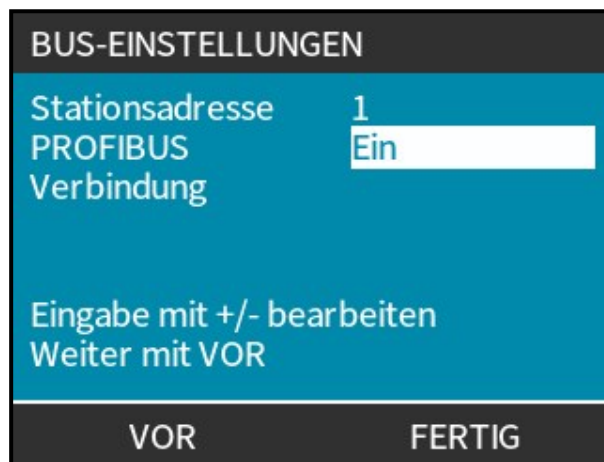 BUS-EINSTELLUNGEN
Stationsadresse 1
PROFIBUS Ein
Verbindung
Eingabe mit +/- bearbeiten
Weiter mit VOR
VOR FERTIG